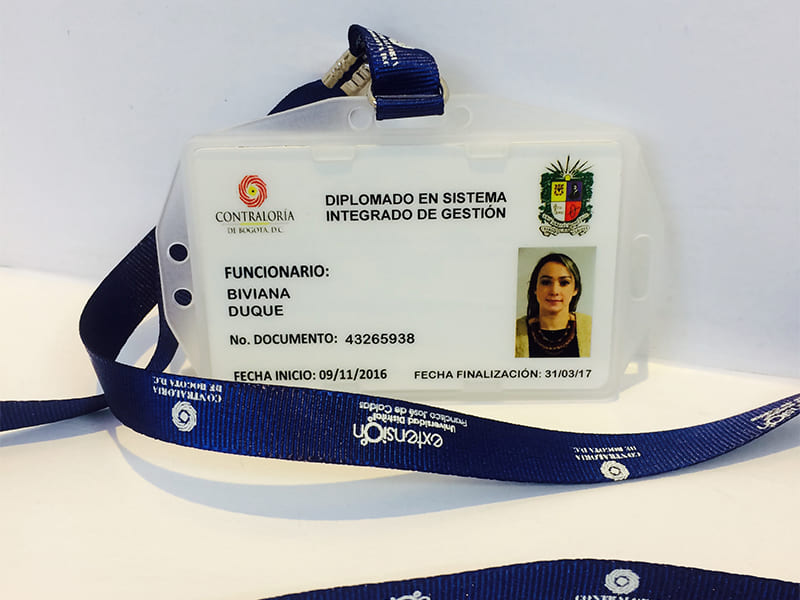 CONTRALORÍA
DE BOGOTÁ, D.C.
DIPLOMADO EN SISTEMA
INTEGRADO DE GESTIÓN
FUNCIONARIO:
BIVIANA
DUQUE
No. DOCUMENTO: 43265938
FECHA INICIO: 09/11/2016
FECHA FINALIZACIÓN: 31/03/17
CONTRALORÍA
DE BOGOTÁ D.C.
extensión
Universidad Distrital
Francisco José de Caldas
CONTRALORÍA
DE BOGOTÁ, D.C.